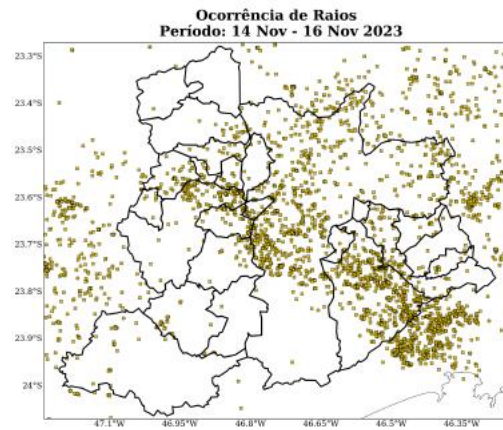 Ocorrência de Raios
Período: 14 Nov - 16 Nov 2023
23.3°S
23.4°S
23.5°S
23.6°S
23.7°S
23.8°S
23.9°S
24°S
47.1°W 46.95°W 46.8°W 46.65°W 46.5°W 46.35°W